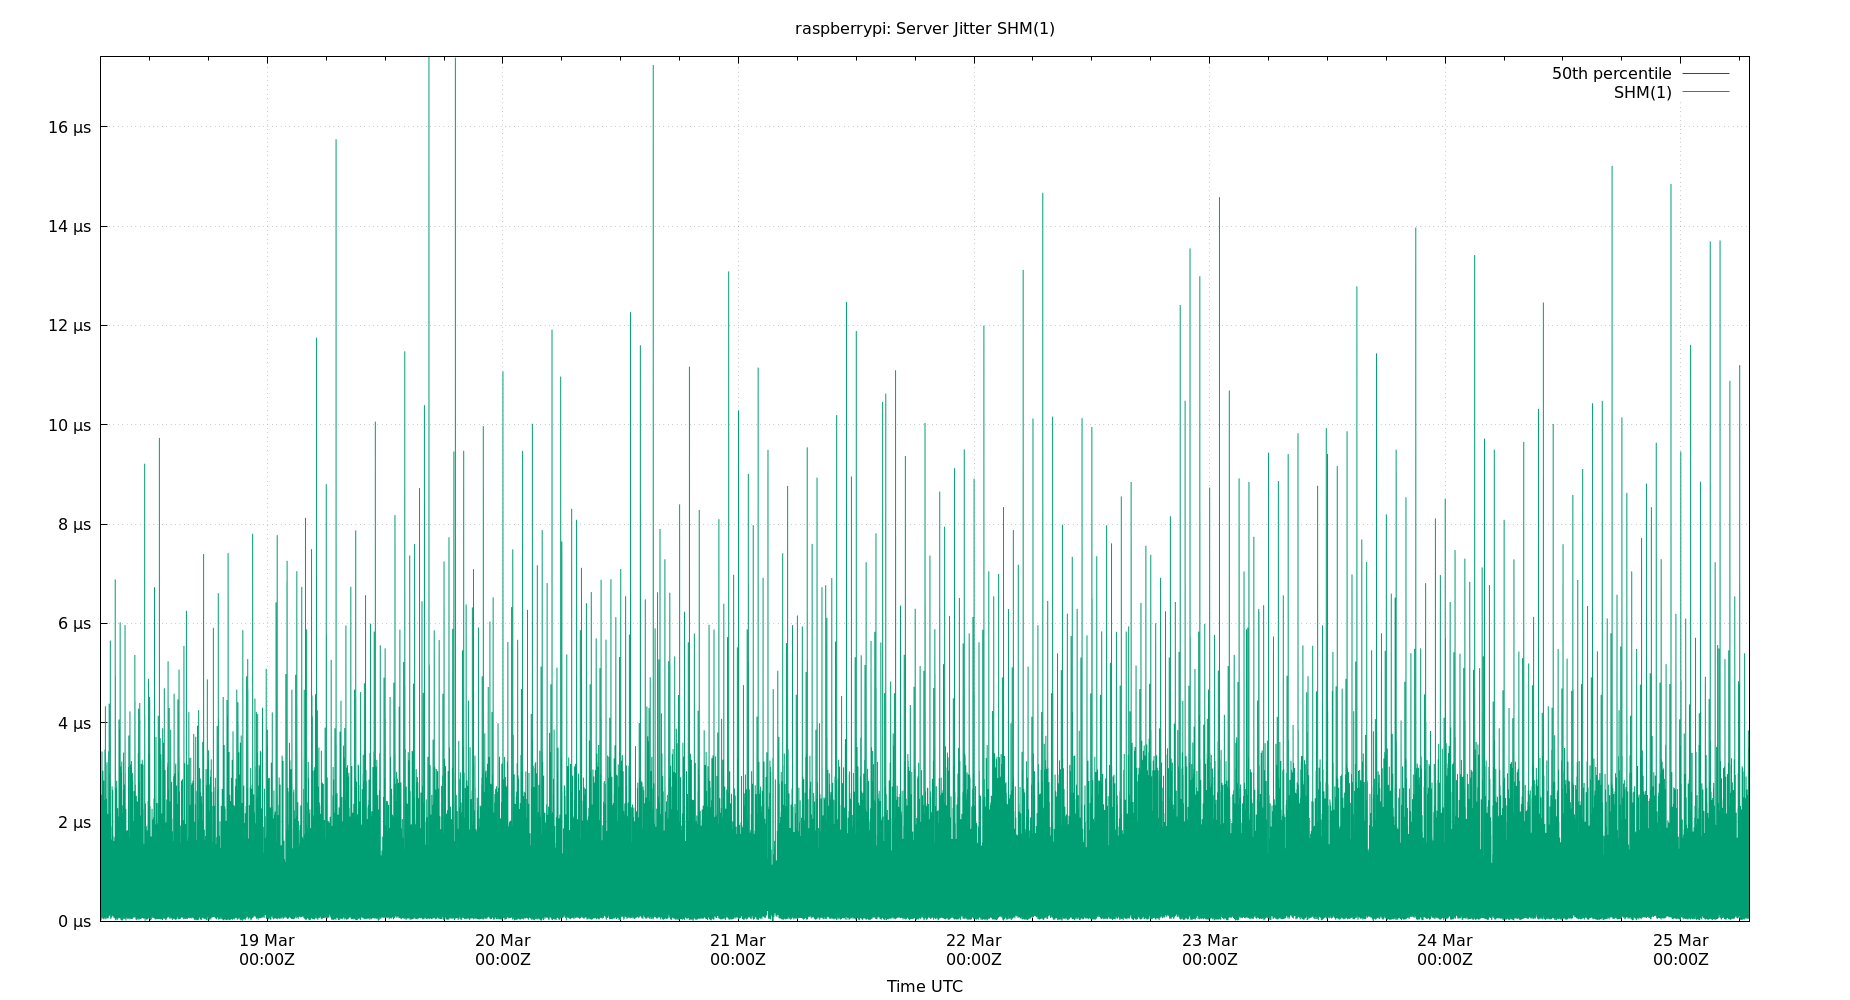 raspberrypi: Server Jitter SHM(1)
50th percentile
SHM(1)
16 µs
14 µs
12 µs
10 µs
8 µs
6 µs
4 µs
2 µs
0 µs
19 Mar 20 Mar 21 Mar 22 Mar 23 Mar 24 Mar 25 Mar
00:00Z 00:00Z 00:00Z 00:00Z 00:00Z 00:00Z 00:00Z
Time UTC